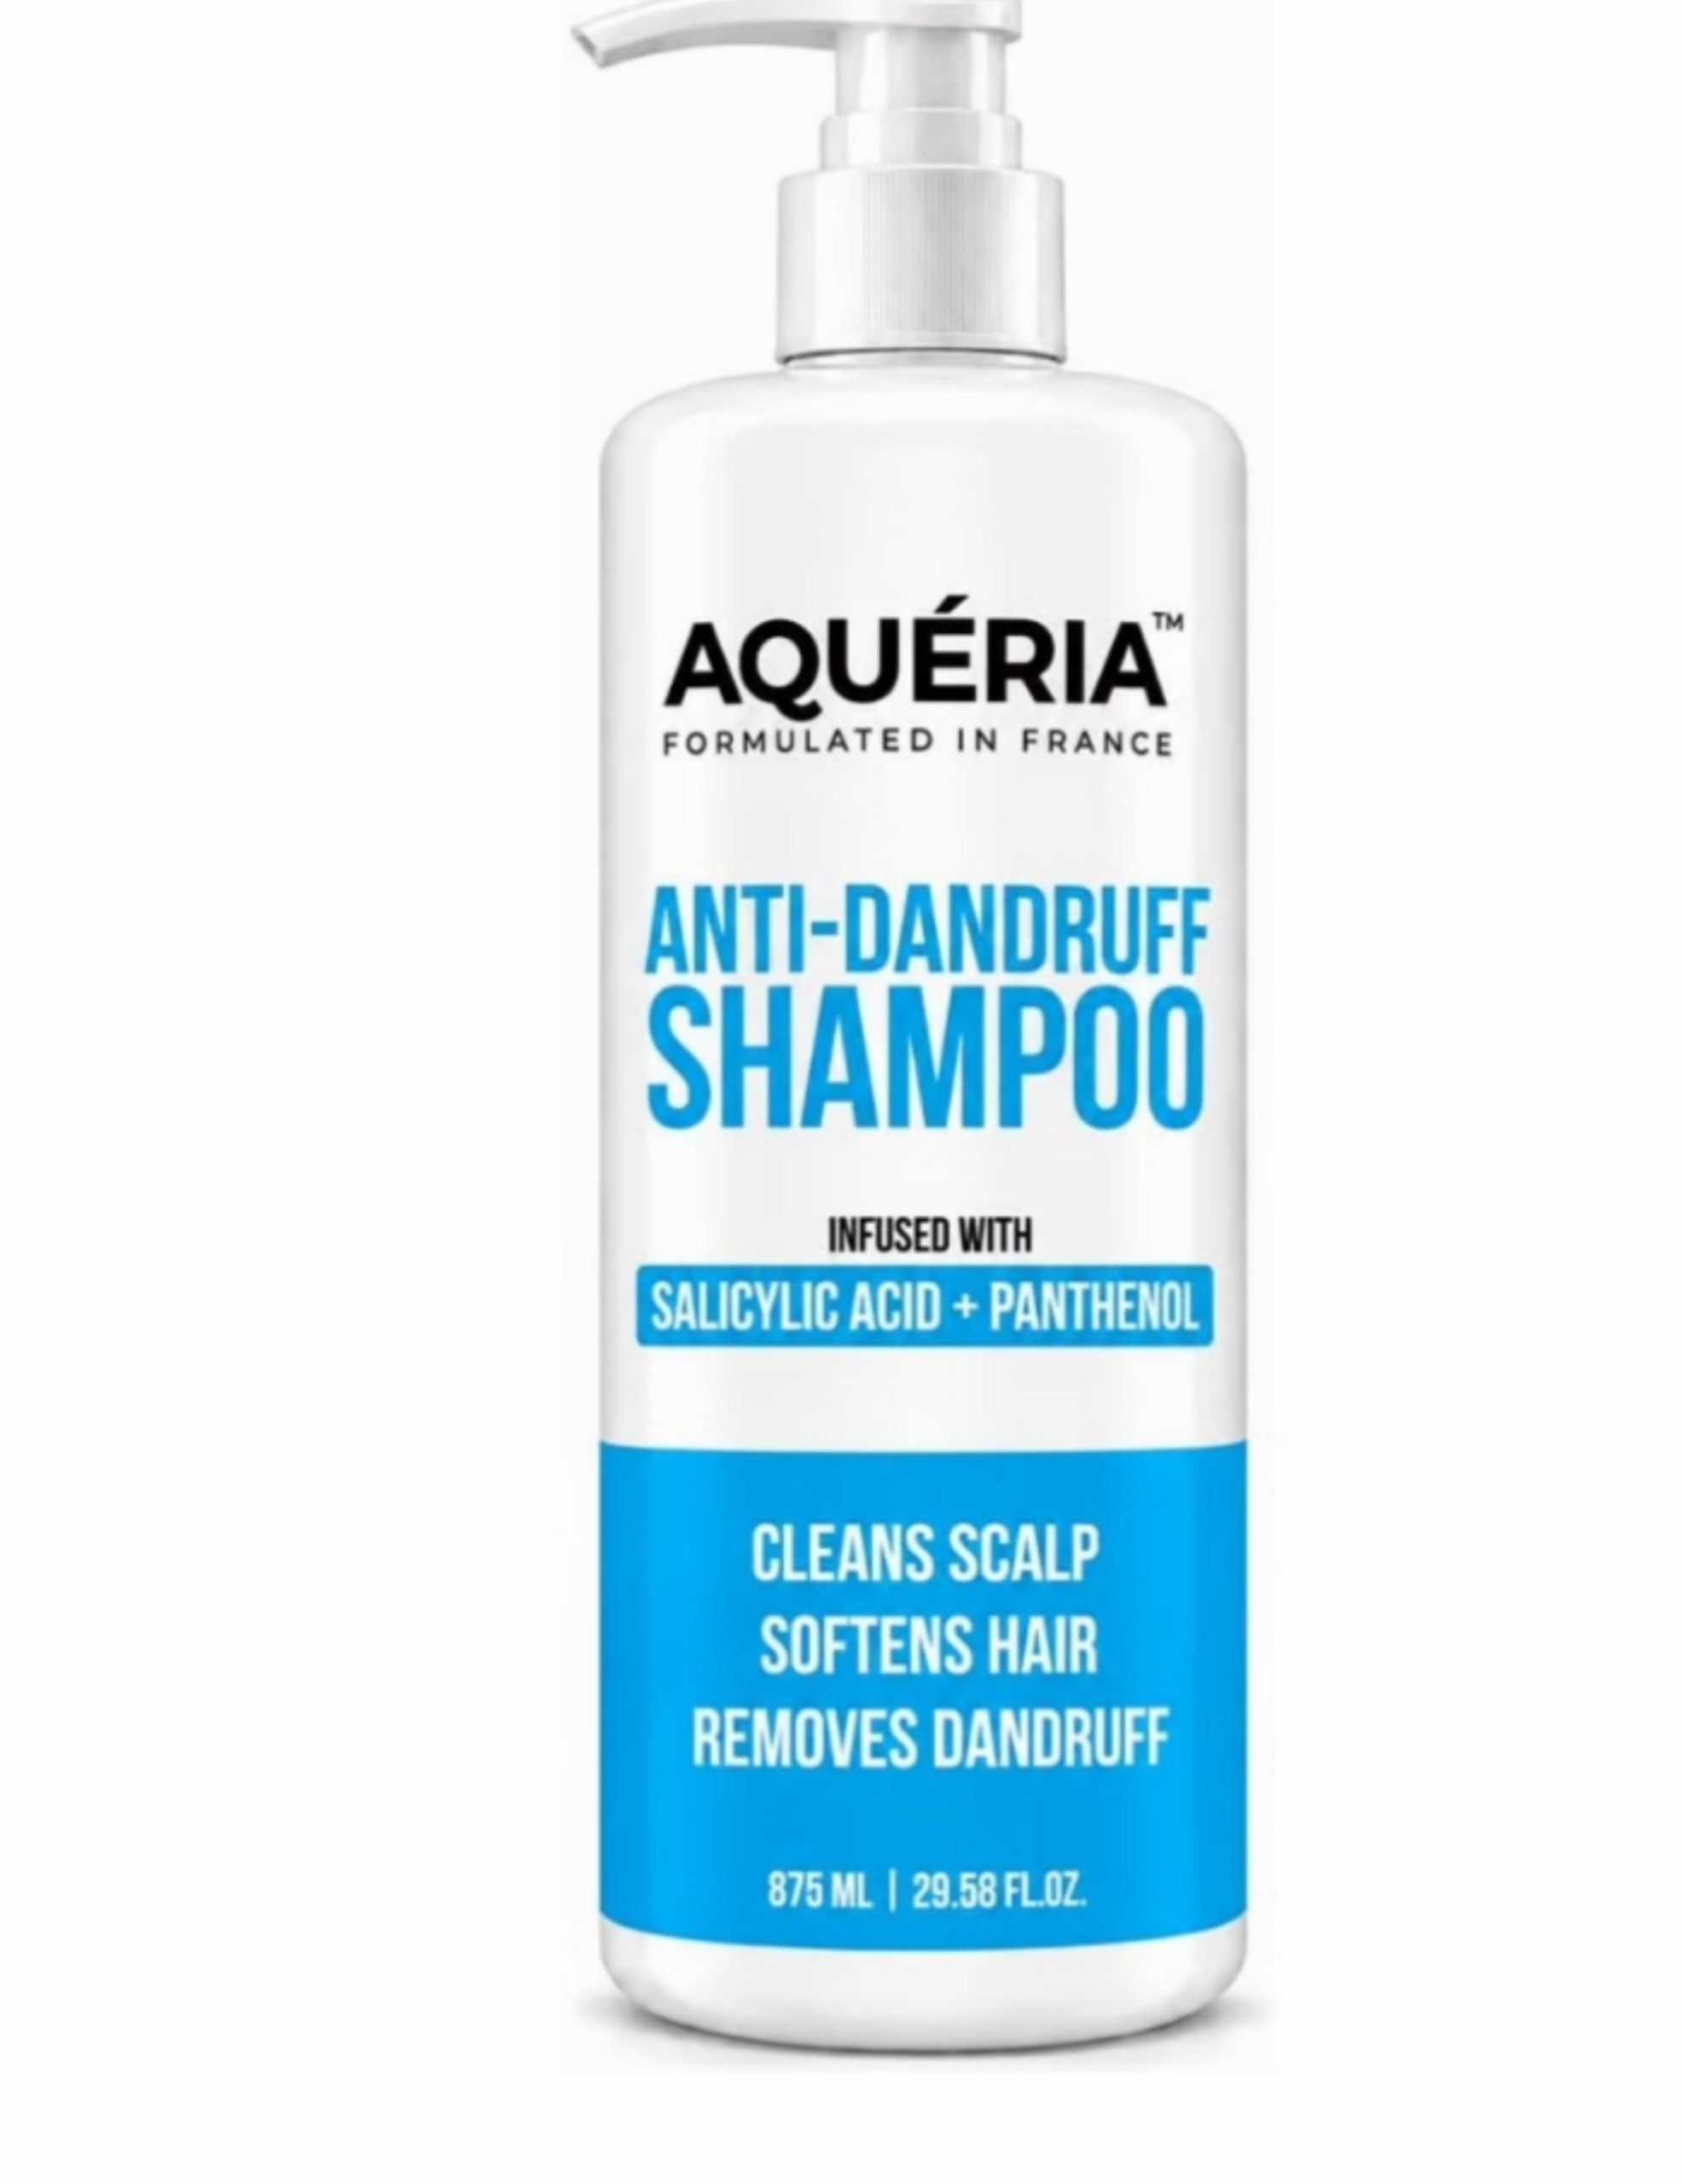 AQUÉRIA™
FORMULATED IN FRANCE
ANTI-DANDRUFF
SHAMPOO
INFUSED WITH
SALICYLIC ACID + PANTHENOL
CLEANS SCALP
SOFTENS HAIR
REMOVES DANDRUFF
875 ML | 29.58 FL.OZ.